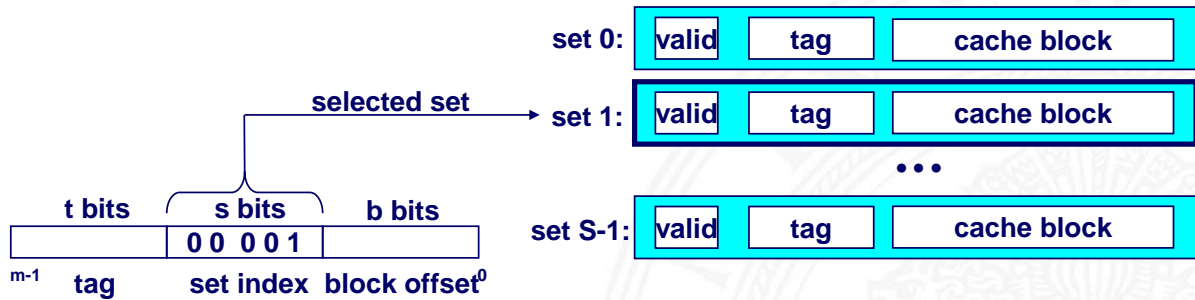 set 0: valid tag cache block
selected set
set 1: valid tag cache block
•••
t bits s bits b bits
set S-1: valid tag cache block
0 0 0 0 1
m-1 tag set index block offset 0